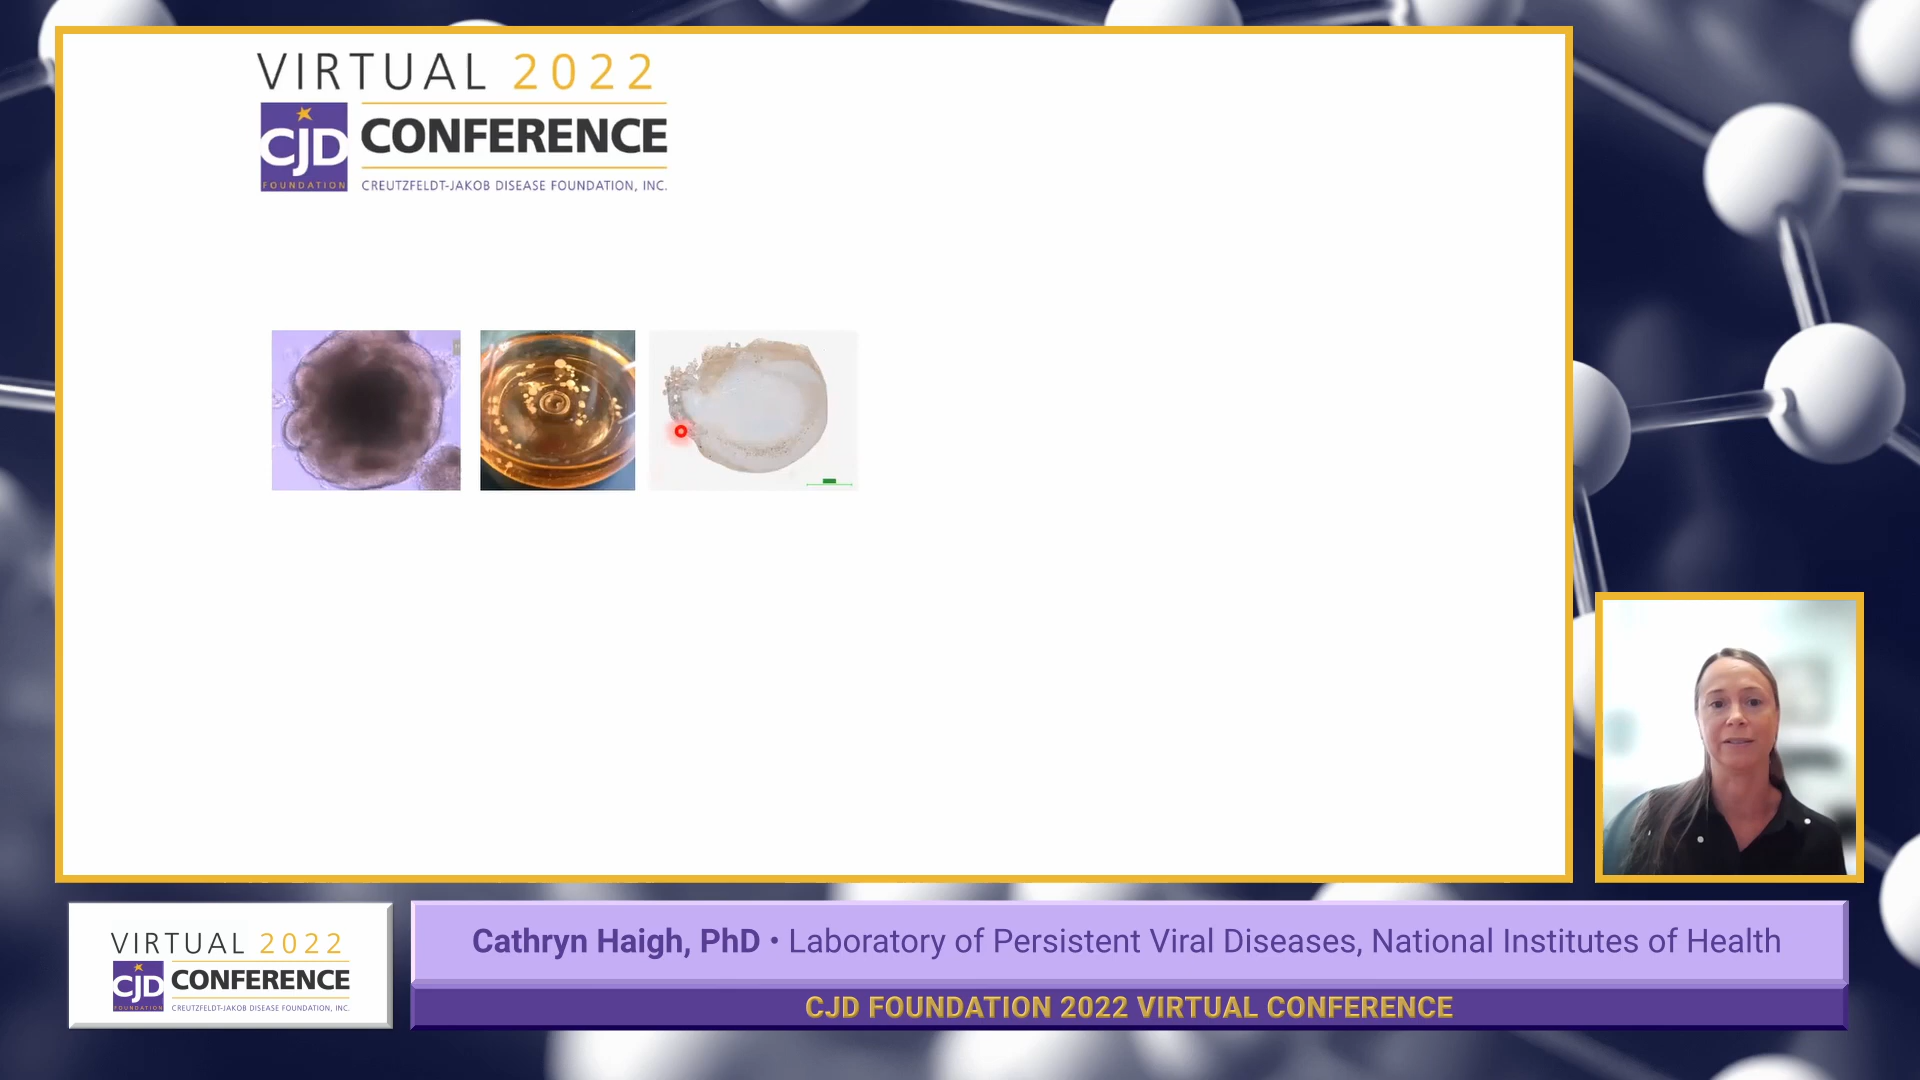 VIRTUAL 2022
CJD CONFERENCE
FOUNDATION CREUTZFELDT-JAKOB DISEASE FOUNDATION, INC.
VIRTUAL 2022
CJD CONFERENCE
FOUNDATION CREUTZFELDT-JAKOB DISEASE FOUNDATION, INC.
Cathryn Haigh, PhD • Laboratory of Persistent Viral Diseases, National Institutes of Health
CJD FOUNDATION 2022 VIRTUAL CONFERENCE